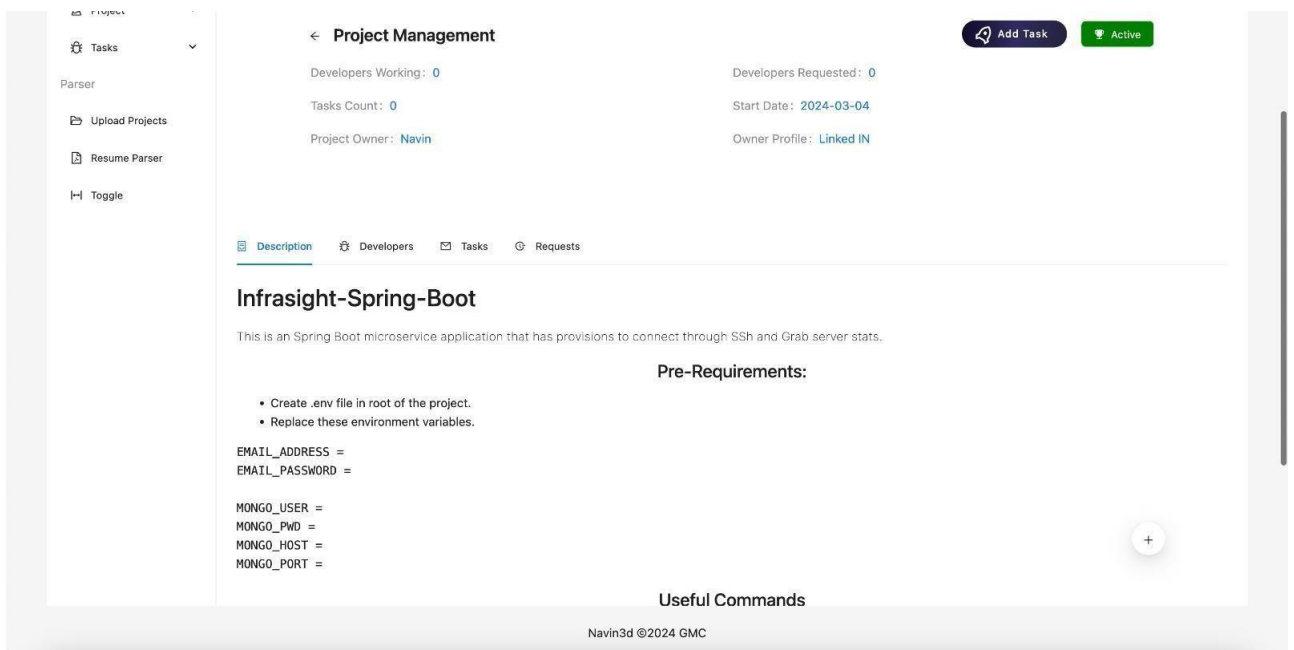 Project
Tasks
Parser
Upload Projects
Resume Parser
Toggle
Project Management
Add Task
Active
Developers Working: 0
Developers Requested: 0
Tasks Count: 0
Start Date: 2024-03-04
Project Owner: Navin
Owner Profile: Linked IN
Description Developers Tasks Requests
Infrasight-Spring-Boot
This is an Spring Boot microservice application that has provisions to connect through SSh and Grab server stats.
Pre-Requirements:
• Create .env file in root of the project.
• Replace these environment variables.
EMAIL_ADDRESS =
EMAIL_PASSWORD =
MONGO_USER =
MONGO_PWD =
MONGO_HOST =
MONGO_PORT =
Useful Commands
Navin3d ©2024 GMC